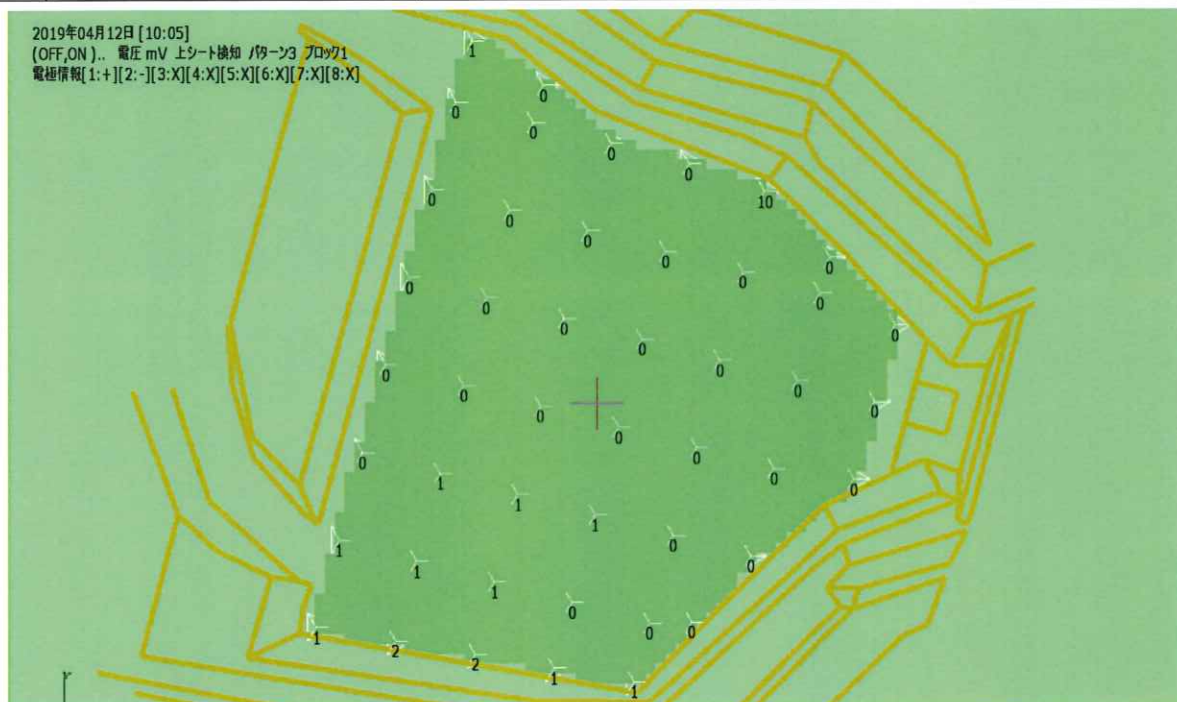 2019年04月12日 [10:05]
(OFF,ON ).. 電圧 mV 上シート検知 パターン3 ブロック1
電極情報[1:+][2:-][3:X][4:X][5:X][6:X][7:X][8:X]
1
0
0 0 0 0 10
0
0 0 0 0 0 0
0
0 0 0 0 0 0 0
0 0 0 0 0 0 0
0 1 1 1 0 0
1 1 1 0 0 0
1 2 2 1 1
Y